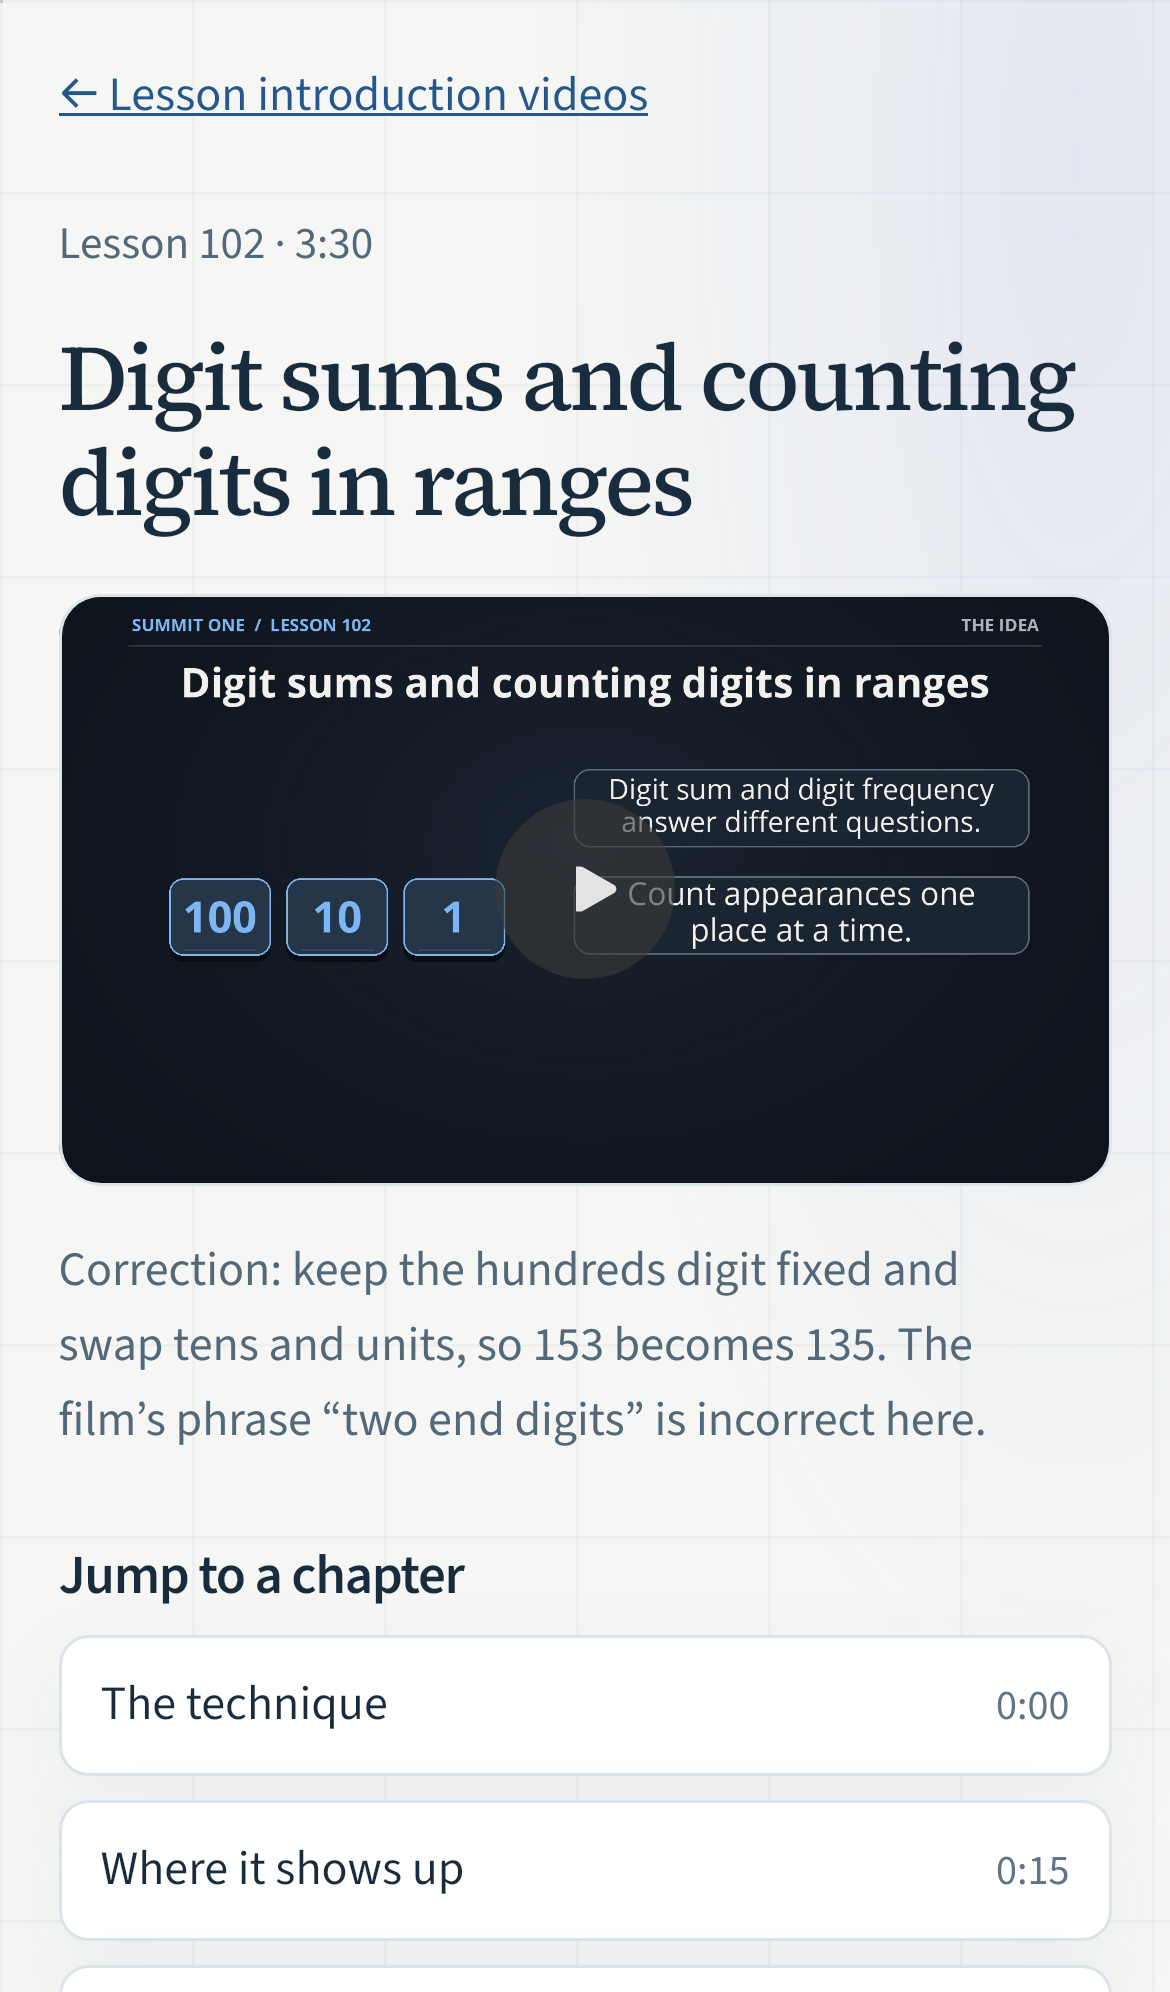 ← Lesson introduction videos
Lesson 102 · 3:30
Digit sums and counting
digits in ranges
SUMMIT ONE / LESSON 102
THE IDEA
Digit sums and counting digits in ranges
Digit sum and digit frequency
answer different questions.
100
10
1
Count appearances one
place at a time.
Correction: keep the hundreds digit fixed and
swap tens and units, so 153 becomes 135. The
film’s phrase “two end digits” is incorrect here.
Jump to a chapter
The technique
0:00
Where it shows up
0:15